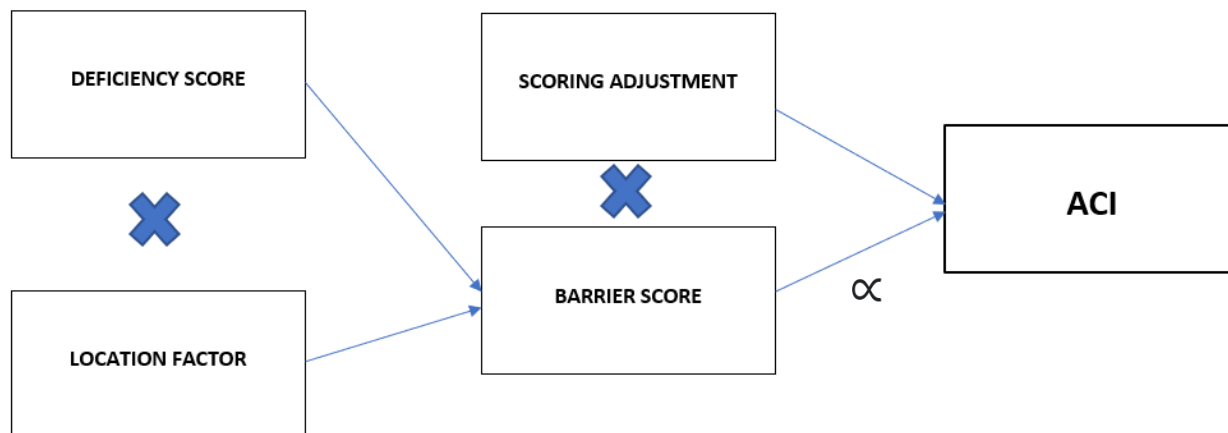 DEFICIENCY SCORE
SCORING ADJUSTMENT
ACI
BARRIER SCORE
∝
LOCATION FACTOR